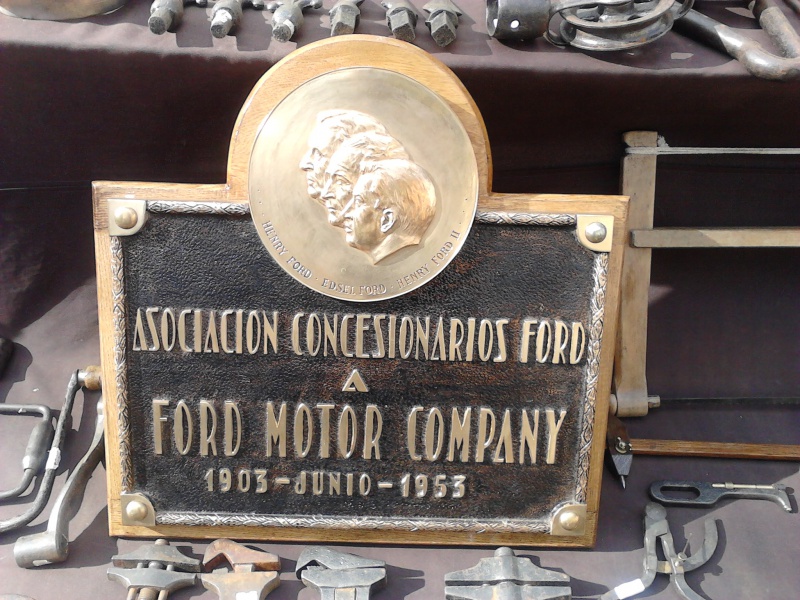 HENRY FORD · EDSEL FORD · HENRY FORD II
ASOCIACION CONCESIONARIOS FORD
A
FORD MOTOR COMPANY
1903-JUNIO-1953